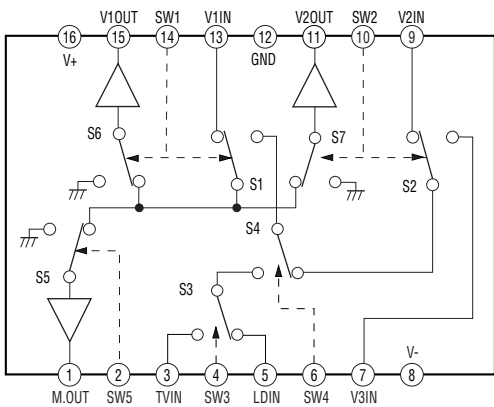 V1OUT SW1 V1IN V2OUT SW2 V2IN
16 15 14 13 12 11 10 9
V+ GND
S6 S7
S1 S2
S4
S5 S3
V-
1 2 3 4 5 6 7 8
M.OUT SW5 TVIN SW3 LDIN SW4 V3IN